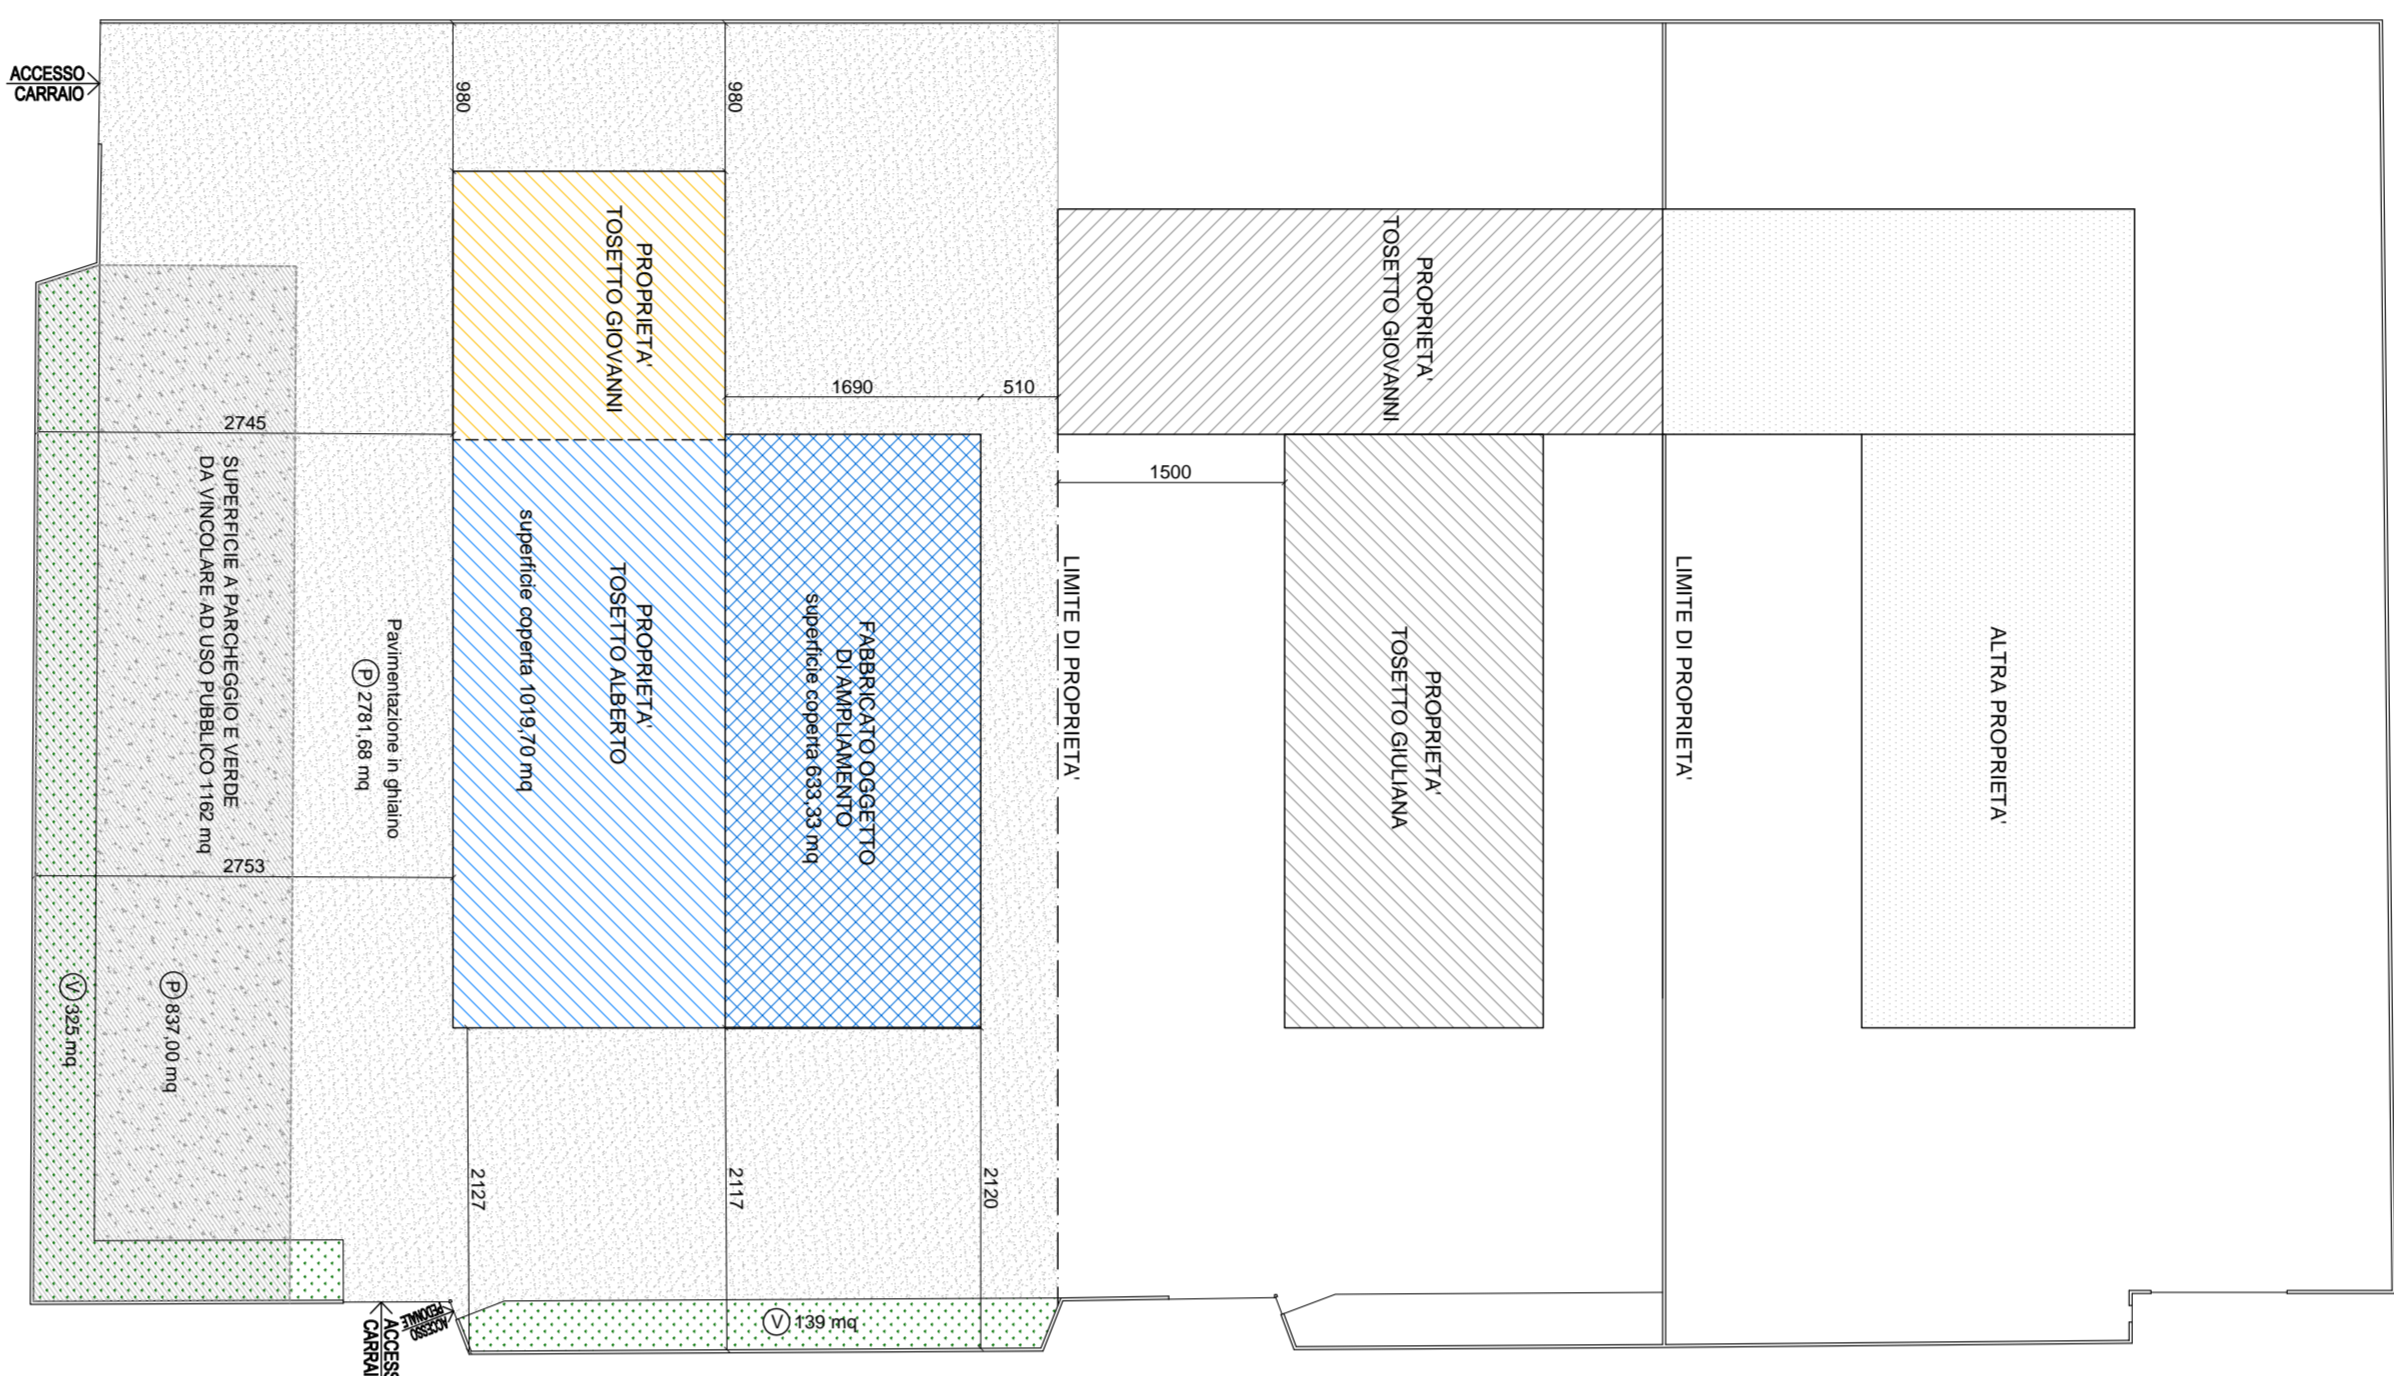 ACCESSO
CARRAIO
980
980
PROPRIETA'
TOSETTO GIOVANNI
PROPRIETA'
TOSETTO GIOVANNI
1690
510
2745
1500
SUPERFICIE A PARCHEGGIO E VERDE
DA VINCOLARE AD USO PUBBLICO 1162 mq
Pavimentazione in ghiaino
P 2781,68 mq
PROPRIETA'
TOSETTO ALBERTO
superficie coperta 1019,70 mq
FABBRICATO OGGETTO
DI AMPLIAMENTO
superficie coperta 633,33 mq
LIMITE DI PROPRIETA'
PROPRIETA'
TOSETTO GIULIANA
LIMITE DI PROPRIETA'
ALTRA PROPRIETA'
2753
V 325 mq
P 837,00 mq
2127
2117
2120
ACCESSO
PEDONALE
V 139 mq
ACCESS
CARRAI